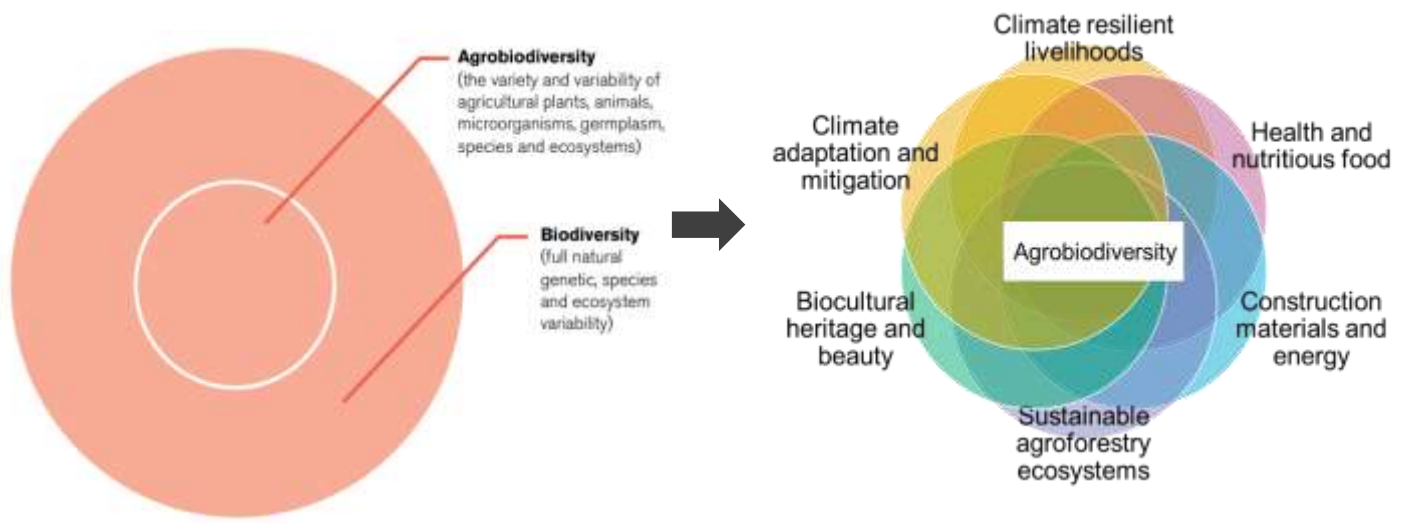 Agrobiodiversity
(the variety and variability of
agricultural plants, animals,
microorganisms, germplasm,
species and ecosystems)
Biodiversity
(full natural
genetic, species
and ecosystem
variability)
Climate resilient
livelihoods
Climate
adaptation and
mitigation
Health and
nutritious food
Agrobiodiversity
Biocultural
heritage and
beauty
Construction
materials and
energy
Sustainable
agroforestry
ecosystems